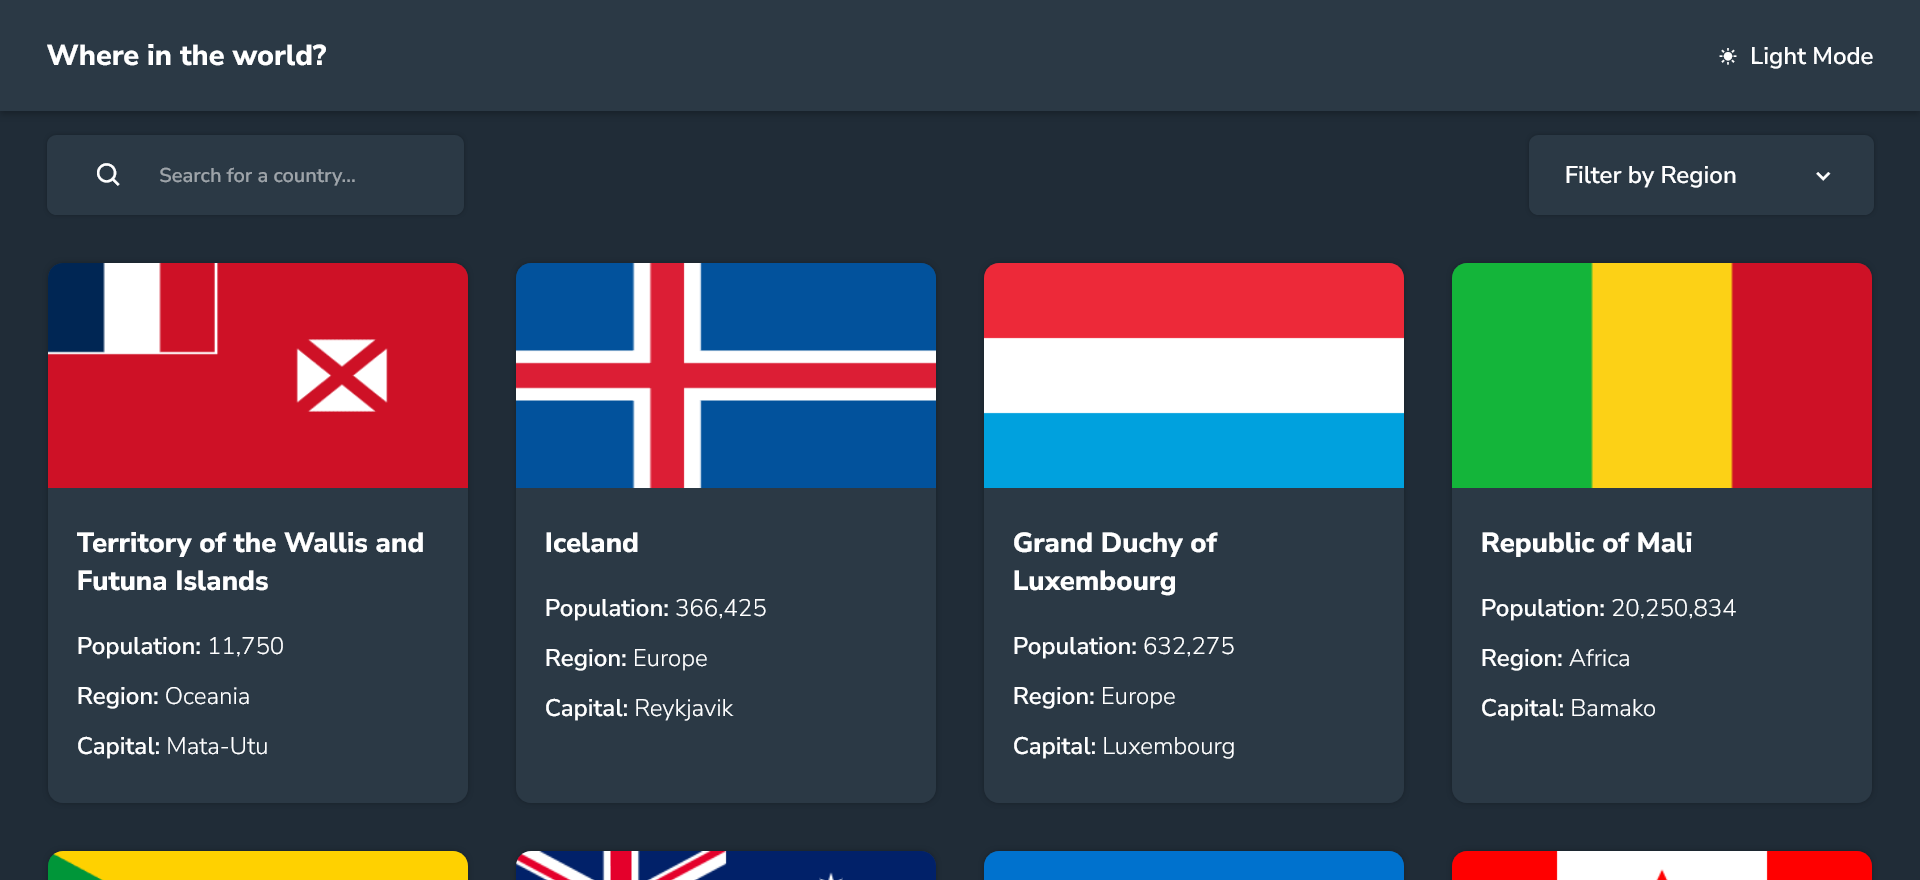 Where in the world?
Light Mode
Search for a country...
Filter by Region
Territory of the Wallis and
Futuna Islands
Population: 11,750
Region: Oceania
Capital: Mata-Utu
Iceland
Population: 366,425
Region: Europe
Capital: Reykjavik
Grand Duchy of
Luxembourg
Population: 632,275
Region: Europe
Capital: Luxembourg
Republic of Mali
Population: 20,250,834
Region: Africa
Capital: Bamako